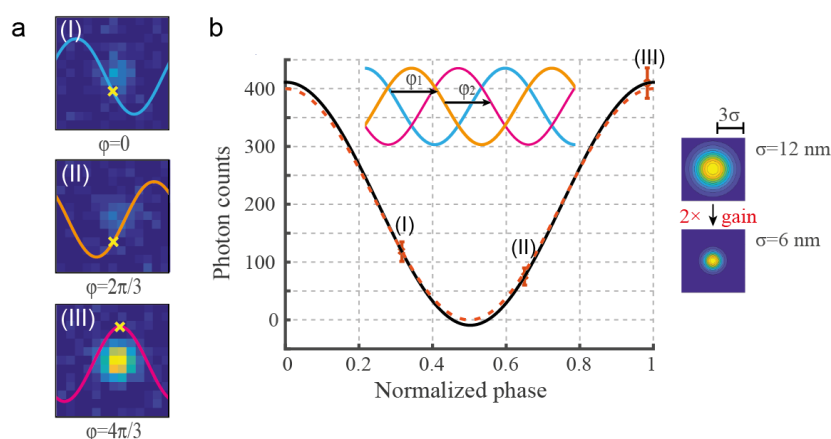 a
(I)
φ=0
(II)
φ=2π/3
(III)
φ=4π/3
b
Photon counts
400
300
200
100
0
0
0.2
0.4
0.6
0.8
1
Normalized phase
φ1
φ2
(I)
(II)
(III)
3σ
σ=12 nm
2× gain
σ=6 nm